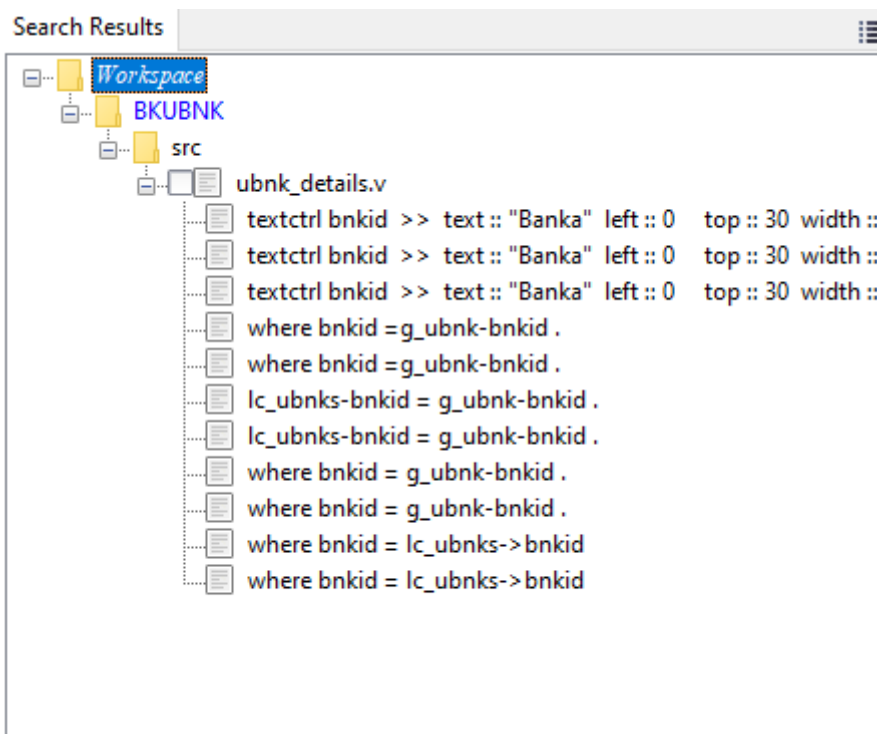 Search Results
Workspace
BKUBNK
src
ubnk_details.v
textctrl bnkid >> text :: "Banka" left :: 0 top :: 30 width ::
textctrl bnkid >> text :: "Banka" left :: 0 top :: 30 width ::
textctrl bnkid >> text :: "Banka" left :: 0 top :: 30 width ::
where bnkid =g_ubnk-bnkid .
where bnkid =g_ubnk-bnkid .
lc_ubnks-bnkid = g_ubnk-bnkid .
lc_ubnks-bnkid = g_ubnk-bnkid .
where bnkid = g_ubnk-bnkid .
where bnkid = g_ubnk-bnkid .
where bnkid = lc_ubnks->bnkid
where bnkid = lc_ubnks->bnkid